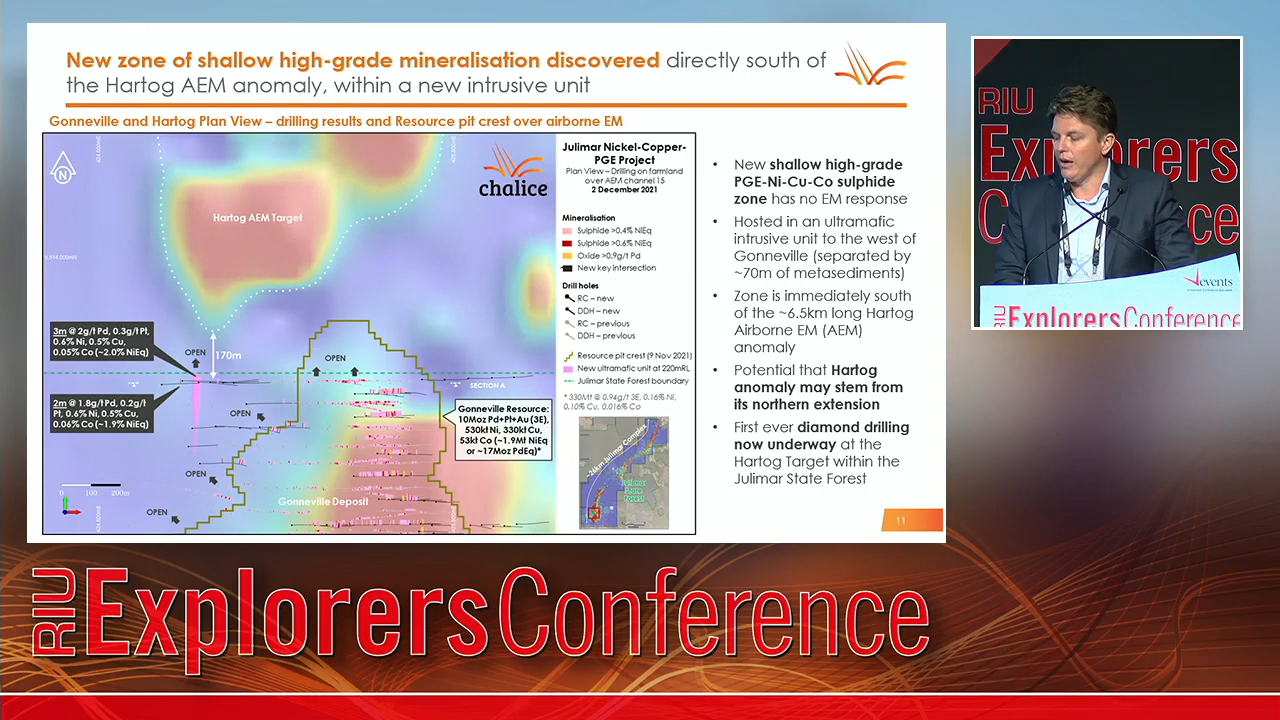 New zone of shallow high-grade mineralisation discovered directly south of
the Hartog AEM anomaly, within a new intrusive unit
Gonneville and Hartog Plan View – drilling results and Resource pit crest over airborne EM
N
Hartog AEM Target
chalice
3m @ 2g/t Pd, 0.3g/t Pt,
0.6% Ni, 0.5% Cu,
0.05% Co (~2.0% NiEq)
OPEN
170m
OPEN
SECTION A
2m @ 1.8g/t Pd, 0.2g/t
Pt, 0.6% Ni, 0.5% Cu,
0.06% Co (~1.9% NiEq)
OPEN
Gonneville Resource:
10Moz Pd+Pt+Au (3E),
530kt Ni, 330kt Cu,
53kt Co (~1.9Mt NiEq
or ~17Moz PdEq)*
OPEN
0 100 200m
Gonneville Deposit
OPEN
Julimar Nickel-Copper-
PGE Project
Plan View – Drilling on farmland
over AEM channel 15
2 December 2021
Mineralisation
Sulphide >0.4% NiEq
Sulphide >0.6% NiEq
Oxide >0.9g/t Pd
New key intersection
Drill holes
RC – new
DDH – new
RC – previous
DDH – previous
Resource pit crest (9 Nov 2021)
New ultramafic unit at 220mRL
Julimar State Forest boundary
* 330Mt @ 0.94g/t 3E, 0.16% Ni,
0.10% Cu, 0.016% Co
~26km Julimar Complex
Julimar
State
Forest
• New shallow high-grade
PGE-Ni-Cu-Co sulphide
zone has no EM response
• Hosted in an ultramafic
intrusive unit to the west of
Gonneville (separated by
~70m of metasediments)
• Zone is immediately south
of the ~6.5km long Hartog
Airborne EM (AEM)
anomaly
• Potential that Hartog
anomaly may stem from
its northern extension
• First ever diamond drilling
now underway at the
Hartog Target within the
Julimar State Forest
11
RIU
Explorers
events
RIU ExplorersConference
RIU ExplorersConference